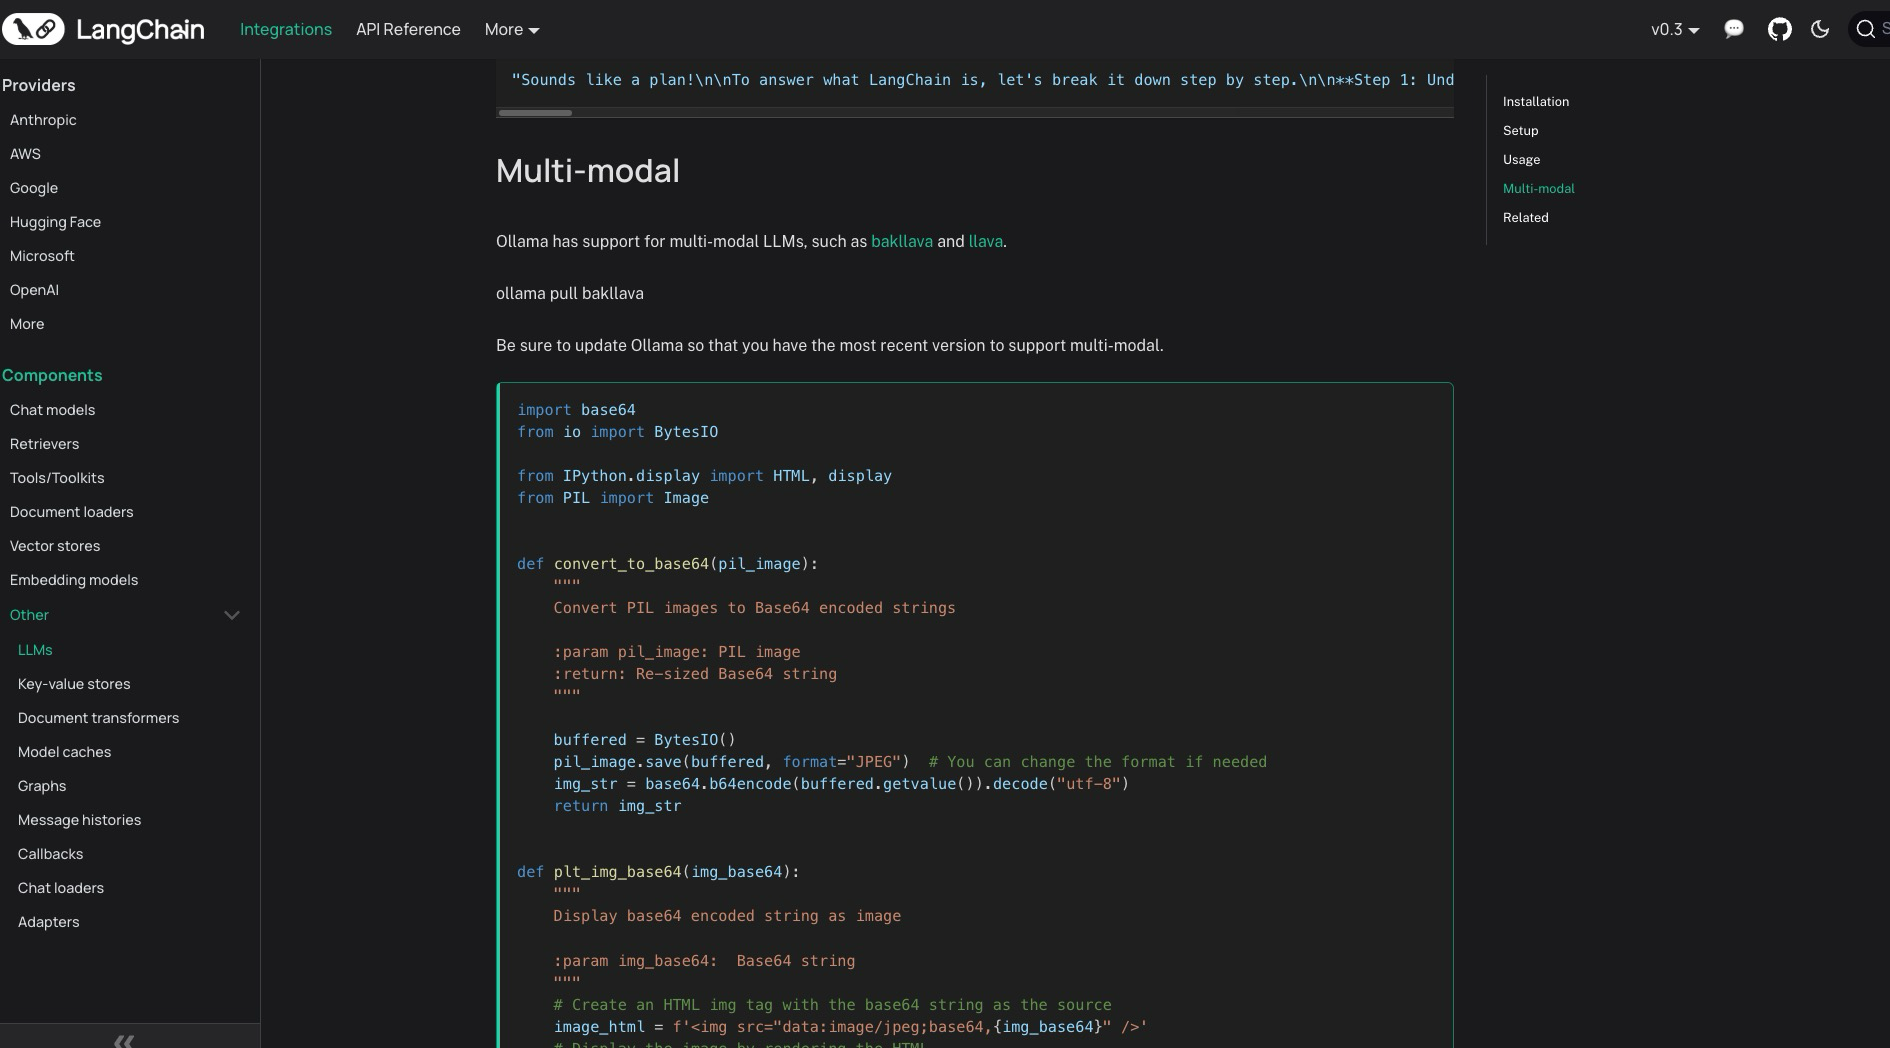 LangChain
Integrations
API Reference
More
v0.3
Providers
Anthropic
AWS
Google
Hugging Face
Microsoft
OpenAI
More
Components
Chat models
Retrievers
Tools/Toolkits
Document loaders
Vector stores
Embedding models
Other
LLMs
Key-value stores
Document transformers
Model caches
Graphs
Message histories
Callbacks
Chat loaders
Adapters
"Sounds like a plan!\n\nTo answer what LangChain is, let's break it down step by step.\n\n**Step 1: Und
Multi-modal
Ollama has support for multi-modal LLMs, such as bakllava and llava.
ollama pull bakllava
Be sure to update Ollama so that you have the most recent version to support multi-modal.
import base64
from io import BytesIO
from IPython.display import HTML, display
from PIL import Image
def convert_to_base64(pil_image):
"""
Convert PIL images to Base64 encoded strings
:param pil_image: PIL image
:return: Re-sized Base64 string
"""
buffered = BytesIO()
pil_image.save(buffered, format="JPEG")  # You can change the format if needed
img_str = base64.b64encode(buffered.getvalue()).decode("utf-8")
return img_str
def plt_img_base64(img_base64):
"""
Display base64 encoded string as image
:param img_base64:  Base64 string
"""
# Create an HTML img tag with the base64 string as the source
image_html = f'<img src="data:image/jpeg;base64,{img_base64}" />'
# Display the image by rendering the HTML
Installation
Setup
Usage
Multi-modal
Related